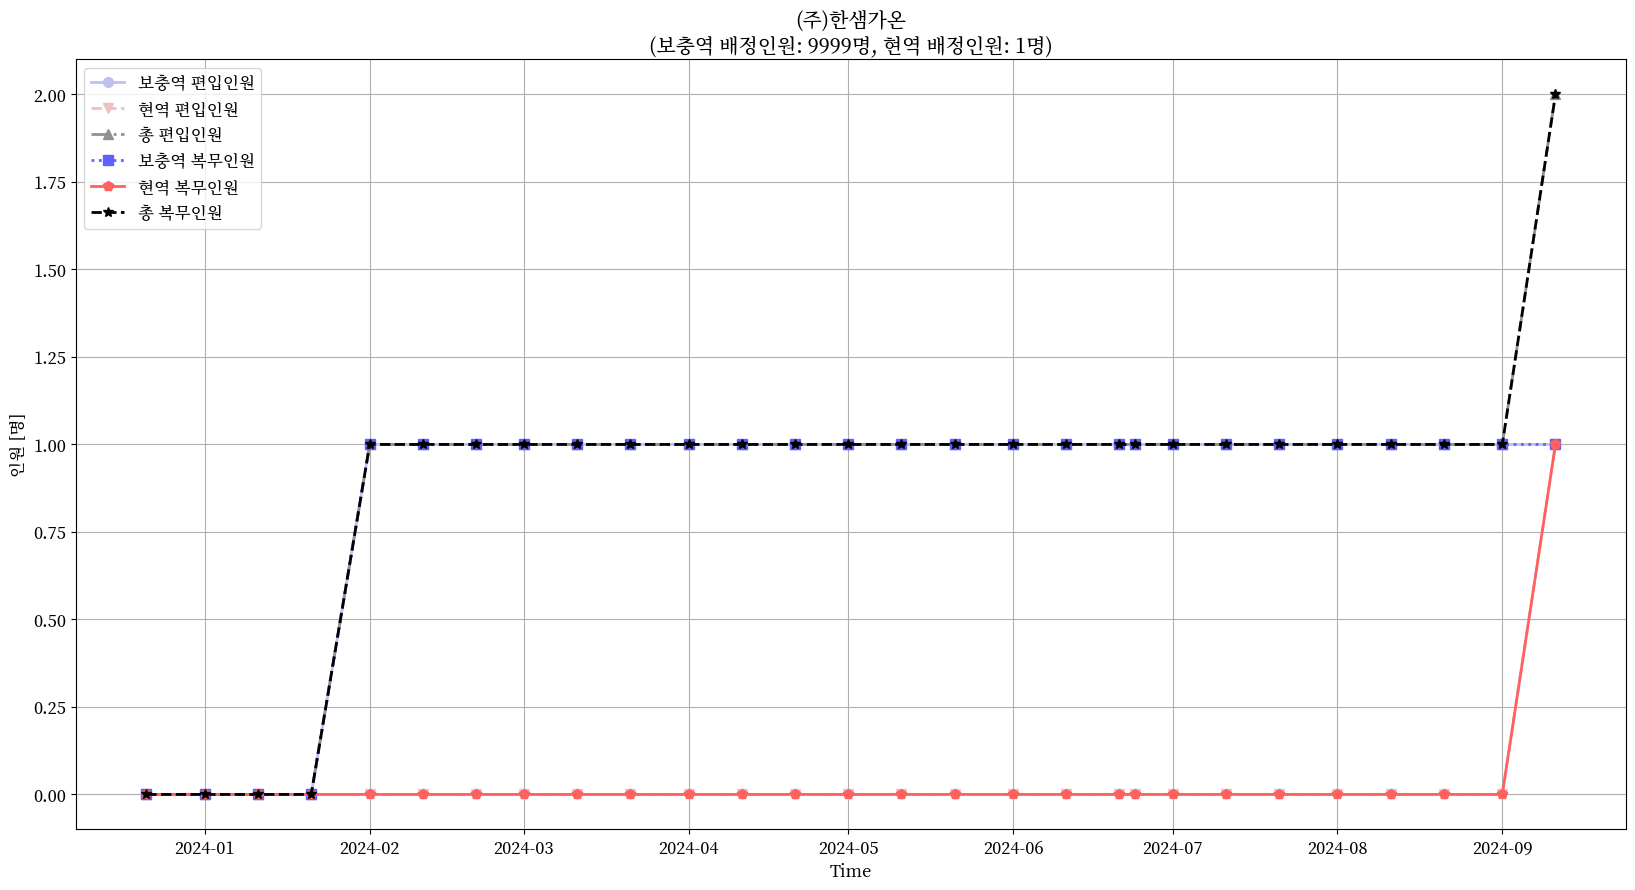 (주)한샘가온
(보충역 배정인원: 9999명, 현역 배정인원: 1명)
보충역 편입인원
현역 편입인원
총 편입인원
보충역 복무인원
현역 복무인원
총 복무인원
2.00
1.75
1.50
1.25
1.00
0.75
0.50
0.25
0.00
인원 [명]
2024-01 2024-02 2024-03 2024-04 2024-05 2024-06 2024-07 2024-08 2024-09
Time